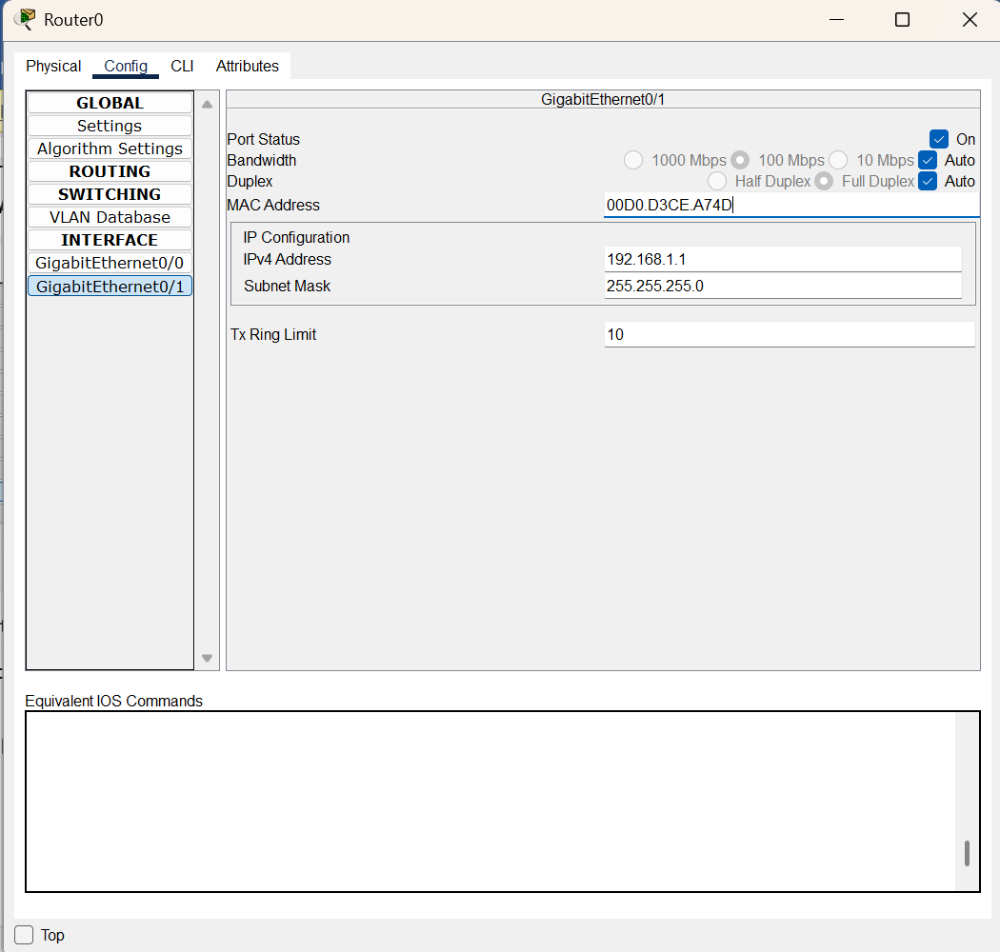 Router0
Physical Config CLI Attributes
GLOBAL
Settings
Algorithm Settings
ROUTING
SWITCHING
VLAN Database
INTERFACE
GigabitEthernet0/0
GigabitEthernet0/1
GigabitEthernet0/1
Port Status On
Bandwidth 1000 Mbps 100 Mbps 10 Mbps Auto
Duplex Half Duplex Full Duplex Auto
MAC Address 00D0.D3CE.A74D
IP Configuration
IPv4 Address 192.168.1.1
Subnet Mask 255.255.255.0
Tx Ring Limit 10
Equivalent IOS Commands
Top